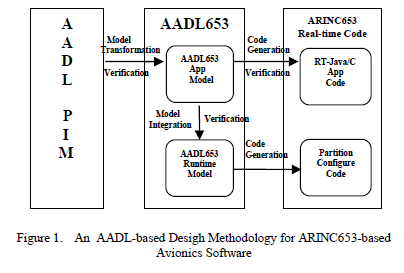 A
A
D
L
P
I
M
Model
Transformation
Verification
AADL653
AADL653
App
Model
Model
Integration
Verification
AADL653
Runtime
Model
Code
Generation
Verification
Code
Generation
ARINC653
Real-time Code
RT-Java/C
App
Code
Partition
Configure
Code
Figure 1. An AADL-based Desigh Methodology for ARINC653-based
Avionics Software